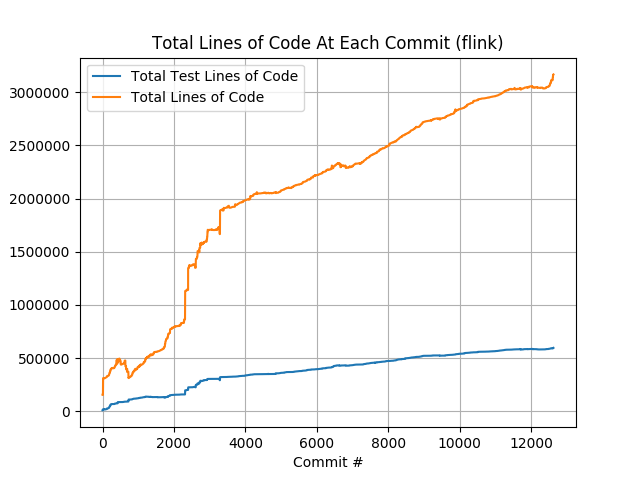 Total Lines of Code At Each Commit (flink)
Total Test Lines of Code
Total Lines of Code
3000000
2500000
2000000
1500000
1000000
500000
0
0 2000 4000 6000 8000 10000 12000
Commit #